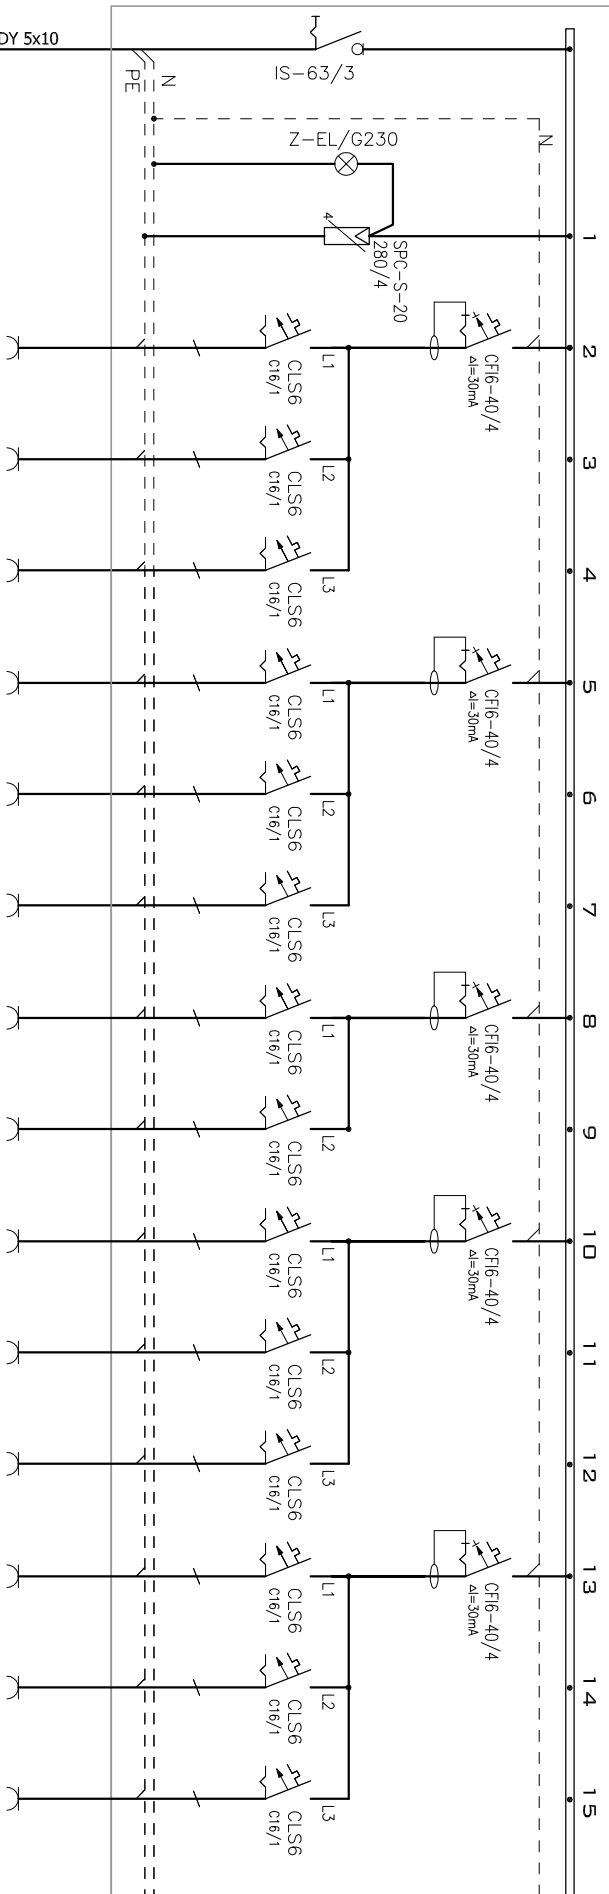 DY 5x10
IS-63/3
PE
N
N
Z-EL/G230
4
SPC-S-20
280/4
1
CFI6-40/4
ΔI=30mA
L1
CLS6
C16/1
2
L2
CLS6
C16/1
3
L3
CLS6
C16/1
4
CFI6-40/4
ΔI=30mA
L1
CLS6
C16/1
5
L2
CLS6
C16/1
6
L3
CLS6
C16/1
7
CFI6-40/4
ΔI=30mA
L1
CLS6
C16/1
8
L2
CLS6
C16/1
9
CFI6-40/4
ΔI=30mA
L1
CLS6
C16/1
10
L2
CLS6
C16/1
11
L3
CLS6
C16/1
12
CFI6-40/4
ΔI=30mA
L1
CLS6
C16/1
13
L2
CLS6
C16/1
14
L3
CLS6
C16/1
15